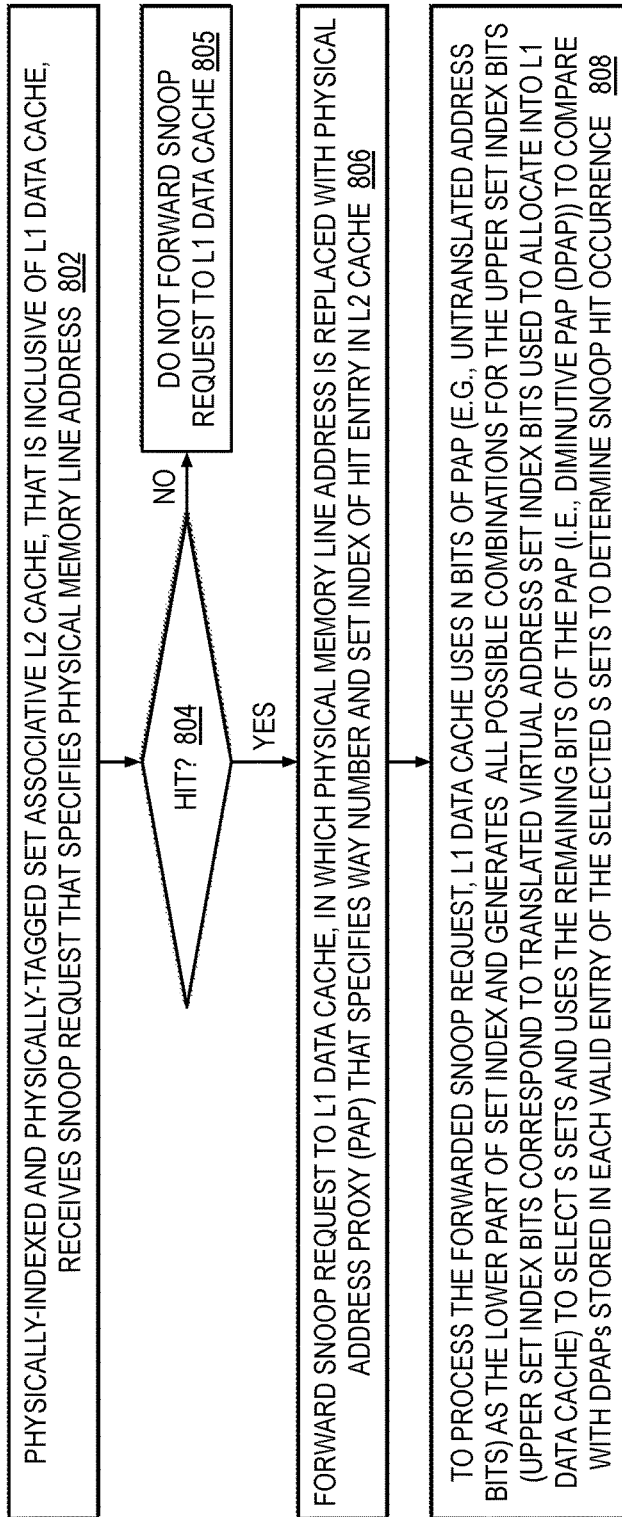 PHYSICALLY-INDEXED AND PHYSICALLY-TAGGED SET ASSOCIATIVE L2 CACHE, THAT IS INCLUSIVE OF L1 DATA CACHE,
RECEIVES SNOOP REQUEST THAT SPECIFIES PHYSICAL MEMORY LINE ADDRESS 802
HIT? 804
NO
DO NOT FORWARD SNOOP
REQUEST TO L1 DATA CACHE 805
YES
FORWARD SNOOP REQUEST TO L1 DATA CACHE, IN WHICH PHYSICAL MEMORY LINE ADDRESS IS REPLACED WITH PHYSICAL
ADDRESS PROXY (PAP) THAT SPECIFIES WAY NUMBER AND SET INDEX OF HIT ENTRY IN L2 CACHE 806
TO PROCESS THE FORWARDED SNOOP REQUEST, L1 DATA CACHE USES N BITS OF PAP (E.G., UNTRANSLATED ADDRESS
BITS) AS THE LOWER PART OF SET INDEX AND GENERATES ALL POSSIBLE COMBINATIONS FOR THE UPPER SET INDEX BITS
(UPPER SET INDEX BITS CORRESPOND TO TRANSLATED VIRTUAL ADDRESS SET INDEX BITS USED TO ALLOCATE INTO L1
DATA CACHE) TO SELECT S SETS AND USES THE REMAINING BITS OF THE PAP (I.E., DIMINUTIVE PAP (DPAP)) TO COMPARE
WITH DPAPs STORED IN EACH VALID ENTRY OF THE SELECTED S SETS TO DETERMINE SNOOP HIT OCCURRENCE 808